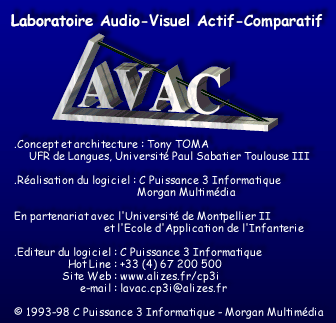 Laboratoire Audio-Visuel Actif-Comparatif
LAVAC
.Concept et architecture : Tony TOMA
UFR de Langues, Université Paul Sabatier Toulouse III
.Réalisation du logiciel : C Puissance 3 Informatique
Morgan Multimédia
En partenariat avec l'Université de Montpellier II
et l'Ecole d'Application de l'Infanterie
.Editeur du logiciel : C Puissance 3 Informatique
Hot Line : +33 (4) 67 200 500
Site Web : www.alizes.fr/cp3i
e-mail : lavac.cp3i@alizes.fr
© 1993-98 C Puissance 3 Informatique - Morgan Multimédia